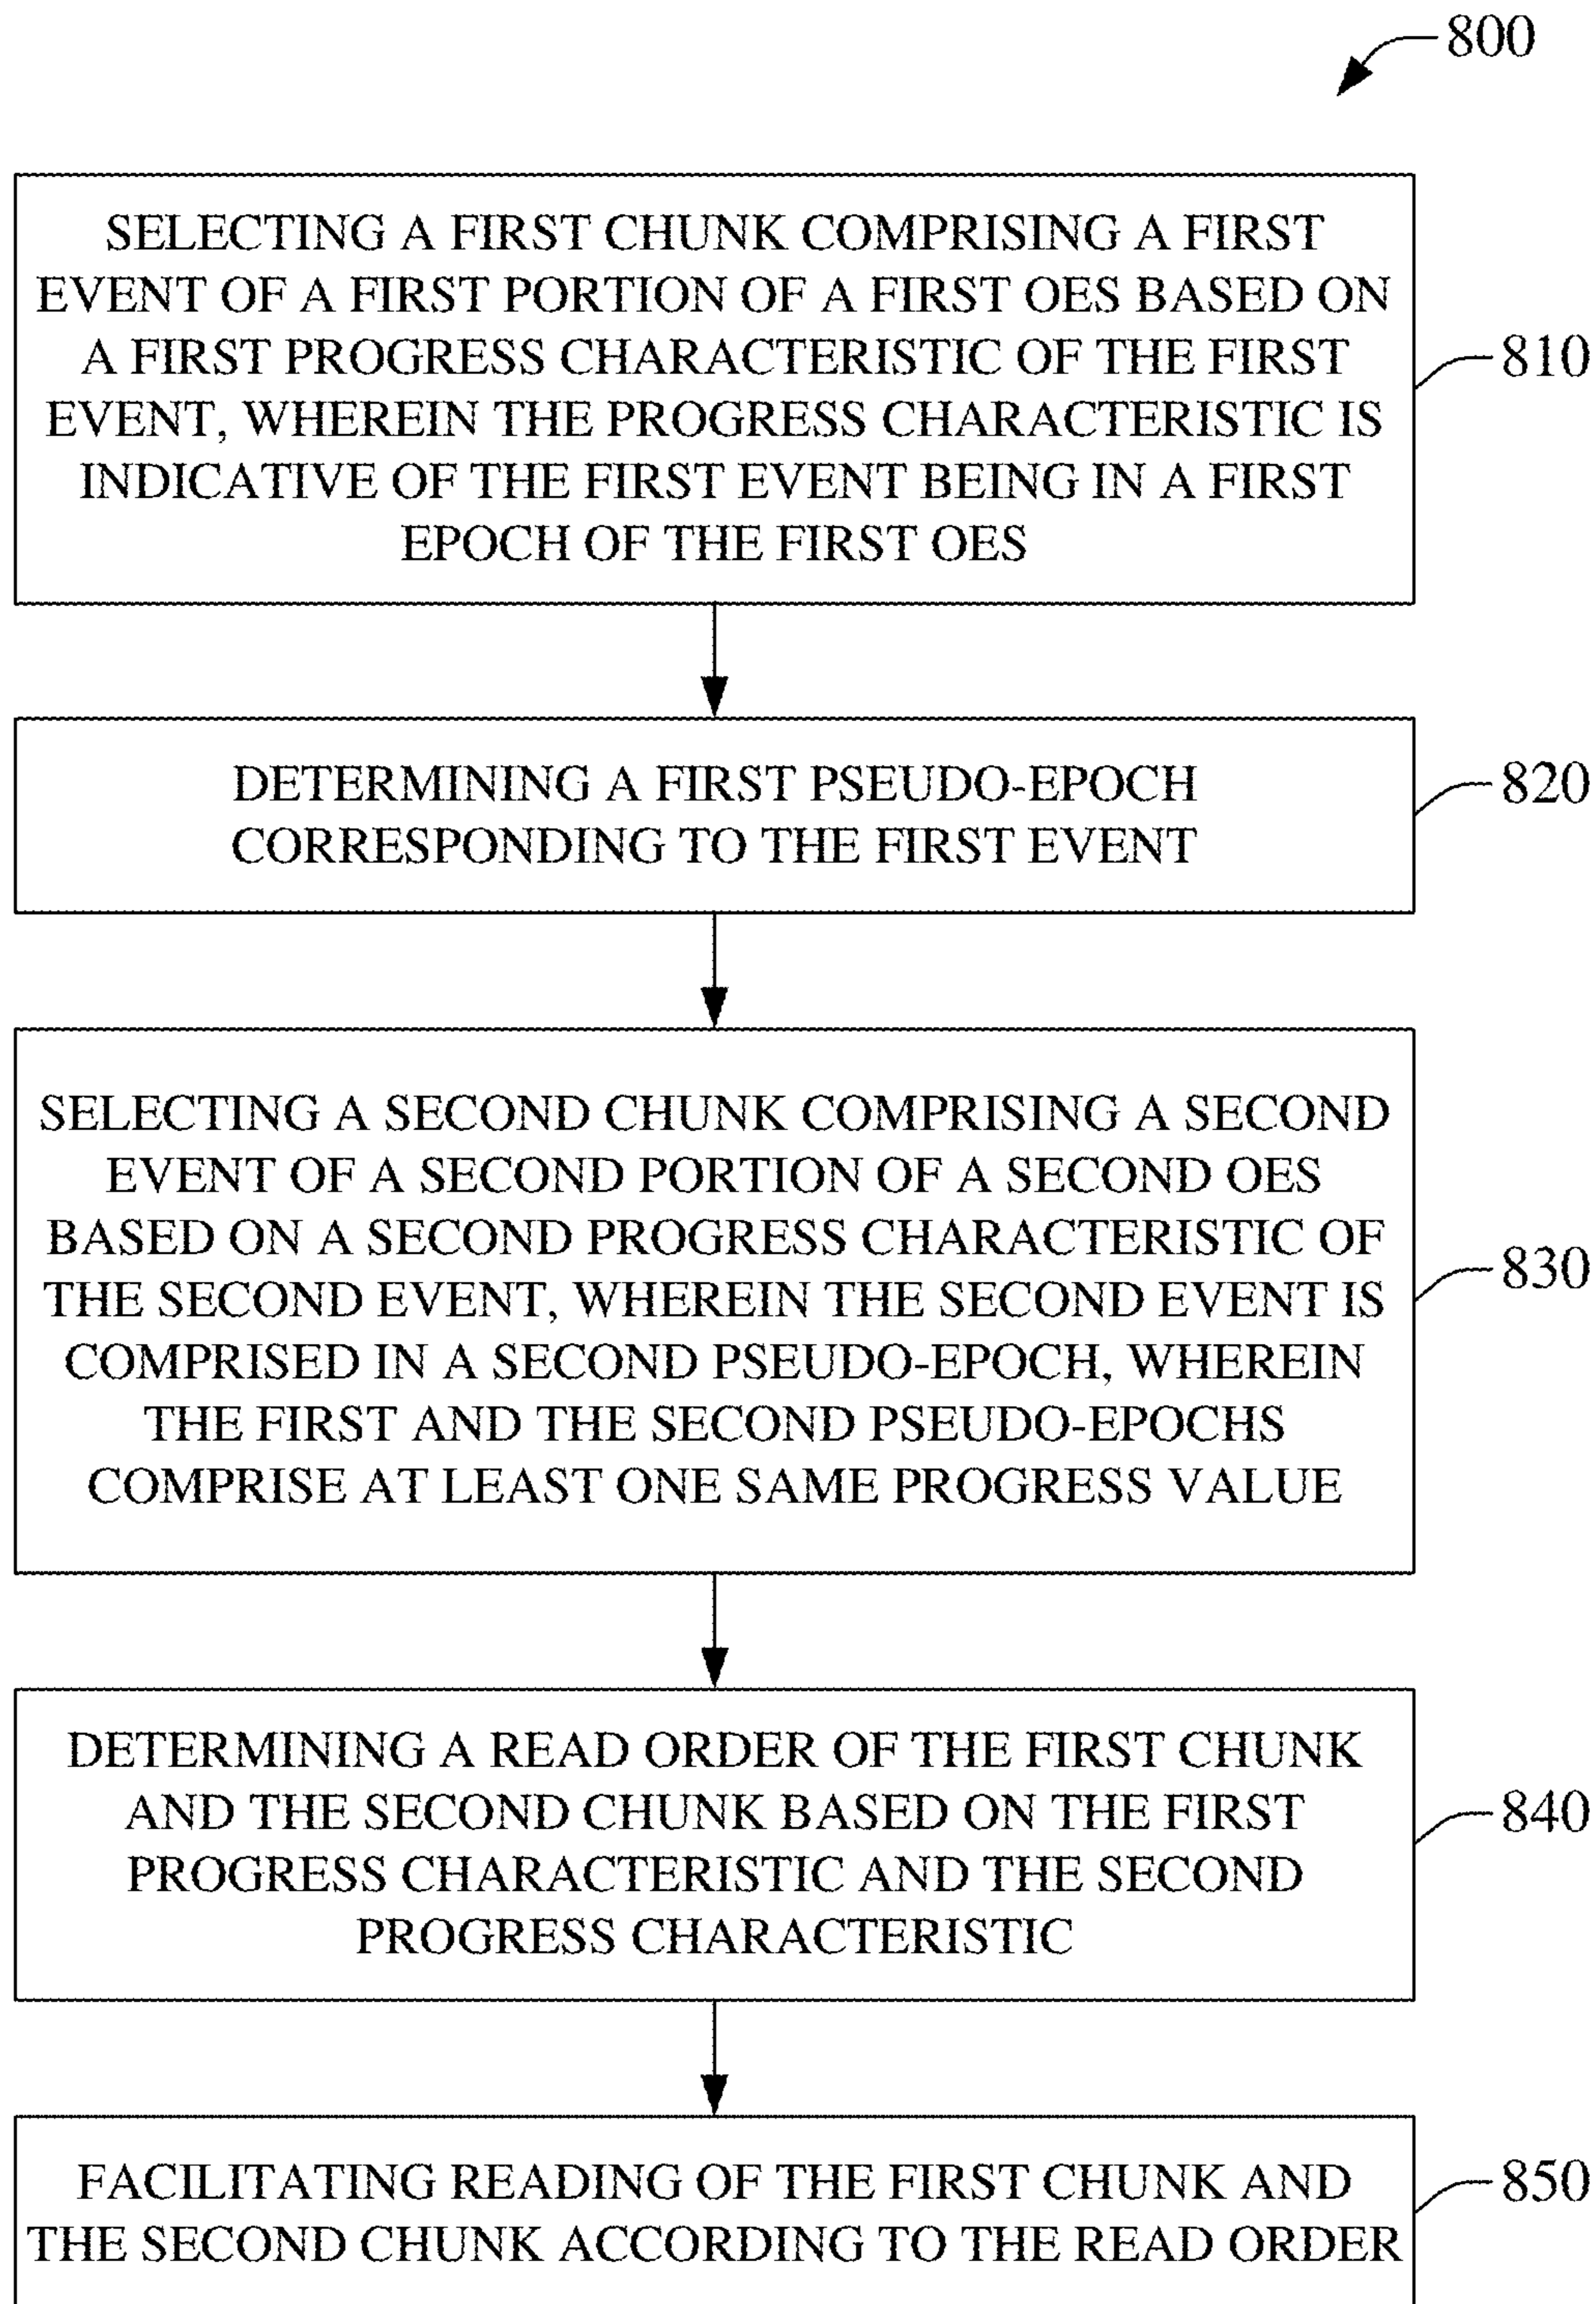 800
SELECTING A FIRST CHUNK COMPRISING A FIRST
EVENT OF A FIRST PORTION OF A FIRST OES BASED ON
A FIRST PROGRESS CHARACTERISTIC OF THE FIRST
EVENT, WHEREIN THE PROGRESS CHARACTERISTIC IS
INDICATIVE OF THE FIRST EVENT BEING IN A FIRST
EPOCH OF THE FIRST OES
810
DETERMINING A FIRST PSEUDO-EPOCH
CORRESPONDING TO THE FIRST EVENT
820
SELECTING A SECOND CHUNK COMPRISING A SECOND
EVENT OF A SECOND PORTION OF A SECOND OES
BASED ON A SECOND PROGRESS CHARACTERISTIC OF
THE SECOND EVENT, WHEREIN THE SECOND EVENT IS
COMPRISED IN A SECOND PSEUDO-EPOCH, WHEREIN
THE FIRST AND THE SECOND PSEUDO-EPOCHS
COMPRISE AT LEAST ONE SAME PROGRESS VALUE
830
DETERMINING A READ ORDER OF THE FIRST CHUNK
AND THE SECOND CHUNK BASED ON THE FIRST
PROGRESS CHARACTERISTIC AND THE SECOND
PROGRESS CHARACTERISTIC
840
FACILITATING READING OF THE FIRST CHUNK AND
THE SECOND CHUNK ACCORDING TO THE READ ORDER
850